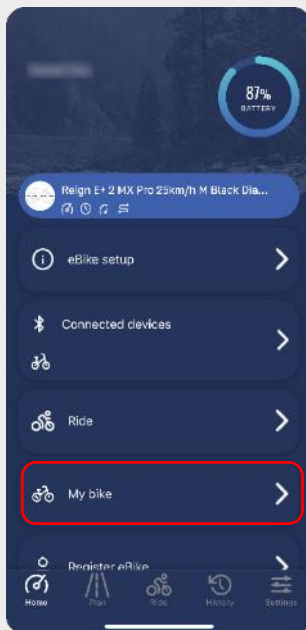 87%
BATTERY
Reign E+ 2 MX Pro 25km/h M Black Dia...
eBike setup
Connected devices
Ride
My bike
Register eBike
Home
Plan
Ride
History
Settings